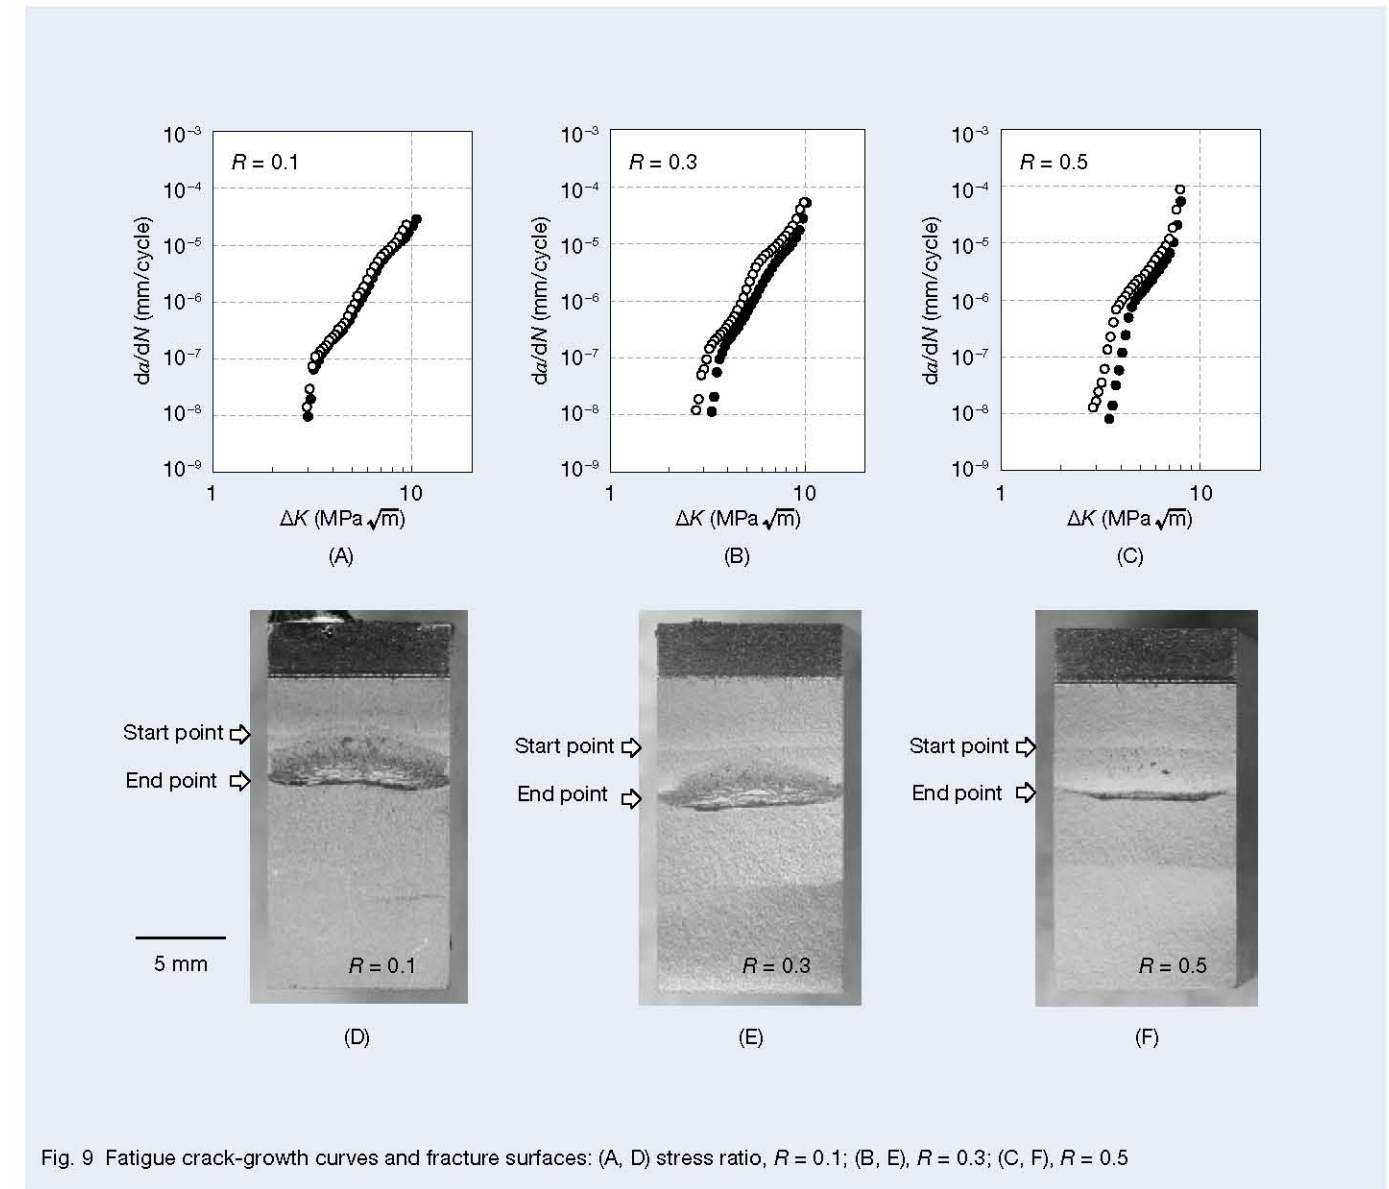 10⁻³ 10⁻³ 10⁻³
R = 0.1 R = 0.3 R = 0.5
10⁻⁴ 10⁻⁴ 10⁻⁴
10⁻⁵ 10⁻⁵ 10⁻⁵
da/dN (mm/cycle) da/dN (mm/cycle) da/dN (mm/cycle)
10⁻⁶ 10⁻⁶ 10⁻⁶
10⁻⁷ 10⁻⁷ 10⁻⁷
10⁻⁸ 10⁻⁸ 10⁻⁸
10⁻⁹ 10⁻⁹ 10⁻⁹
1 10 1 10 1 10
ΔK (MPa √m) ΔK (MPa √m) ΔK (MPa √m)
(A) (B) (C)
Start point Start point Start point
End point End point End point
5 mm R = 0.1 R = 0.3 R = 0.5
(D) (E) (F)
Fig. 9 Fatigue crack-growth curves and fracture surfaces: (A, D) stress ratio, R = 0.1; (B, E), R = 0.3; (C, F), R = 0.5